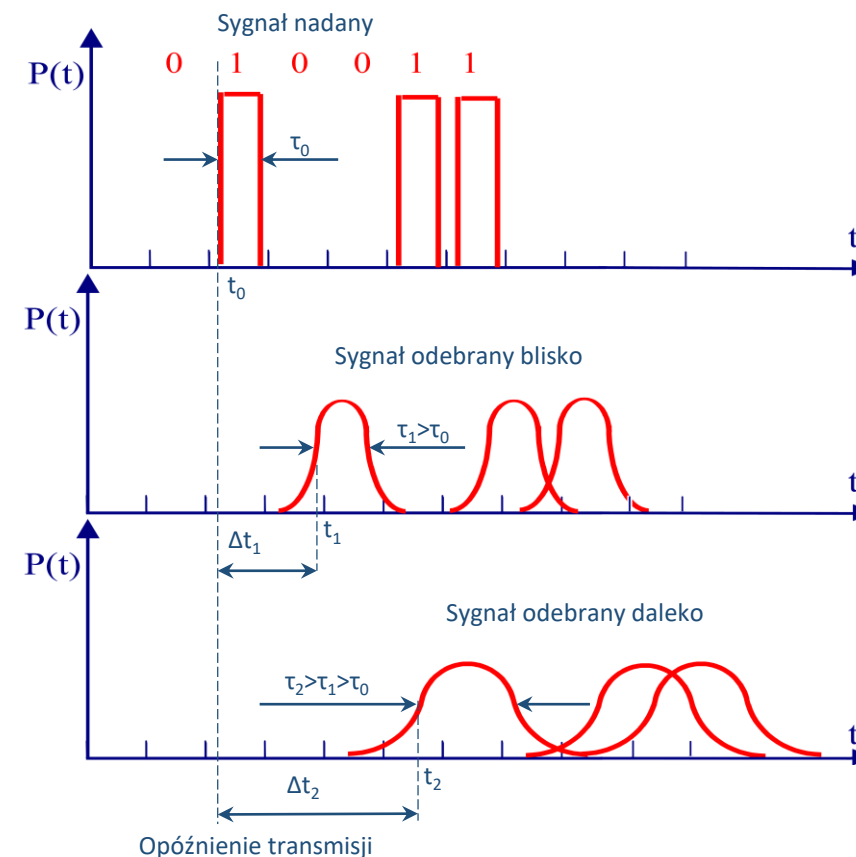 Sygnał nadany
P(t)
0 1 0 0 1 1
τ₀
t
t₀
P(t)
Sygnał odebrany blisko
τ₁>τ₀
t
Δt₁
t₁
P(t)
Sygnał odebrany daleko
τ₂>τ₁>τ₀
t
Δt₂
t₂
Opóźnienie transmisji